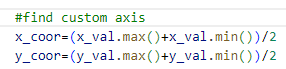 #find custom axis
x_coor=(x_val.max()+x_val.min())/2
y_coor=(y_val.max()+y_val.min())/2